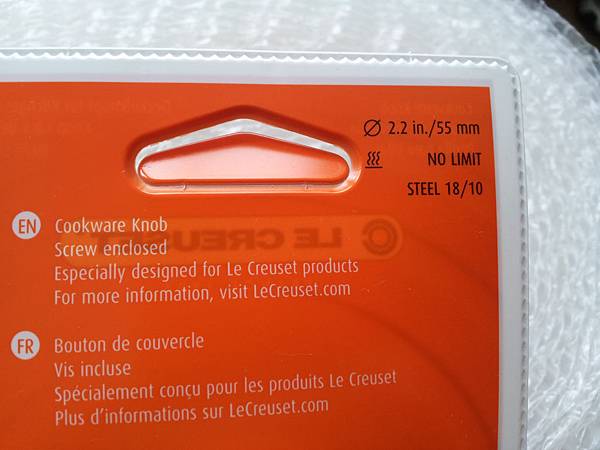 ⌀ 2.2 in./55 mm
NO LIMIT
STEEL 18/10
EN Cookware Knob
Screw enclosed
Especially designed for Le Creuset products
For more information, visit LeCreuset.com
LE CREUSET
FR Bouton de couvercle
Vis incluse
Spécialement conçu pour les produits Le Creuset
Plus d'informations sur LeCreuset.com